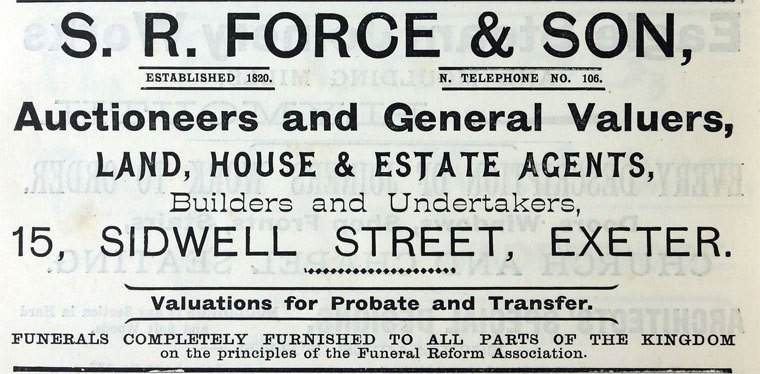 S. R. FORCE & SON,
ESTABLISHED 1820. N. TELEPHONE NO. 106.
Auctioneers and General Valuers,
LAND, HOUSE & ESTATE AGENTS,
Builders and Undertakers,
15, SIDWELL STREET, EXETER.
Valuations for Probate and Transfer.
FUNERALS COMPLETELY FURNISHED TO ALL PARTS OF THE KINGDOM
on the principles of the Funeral Reform Association.